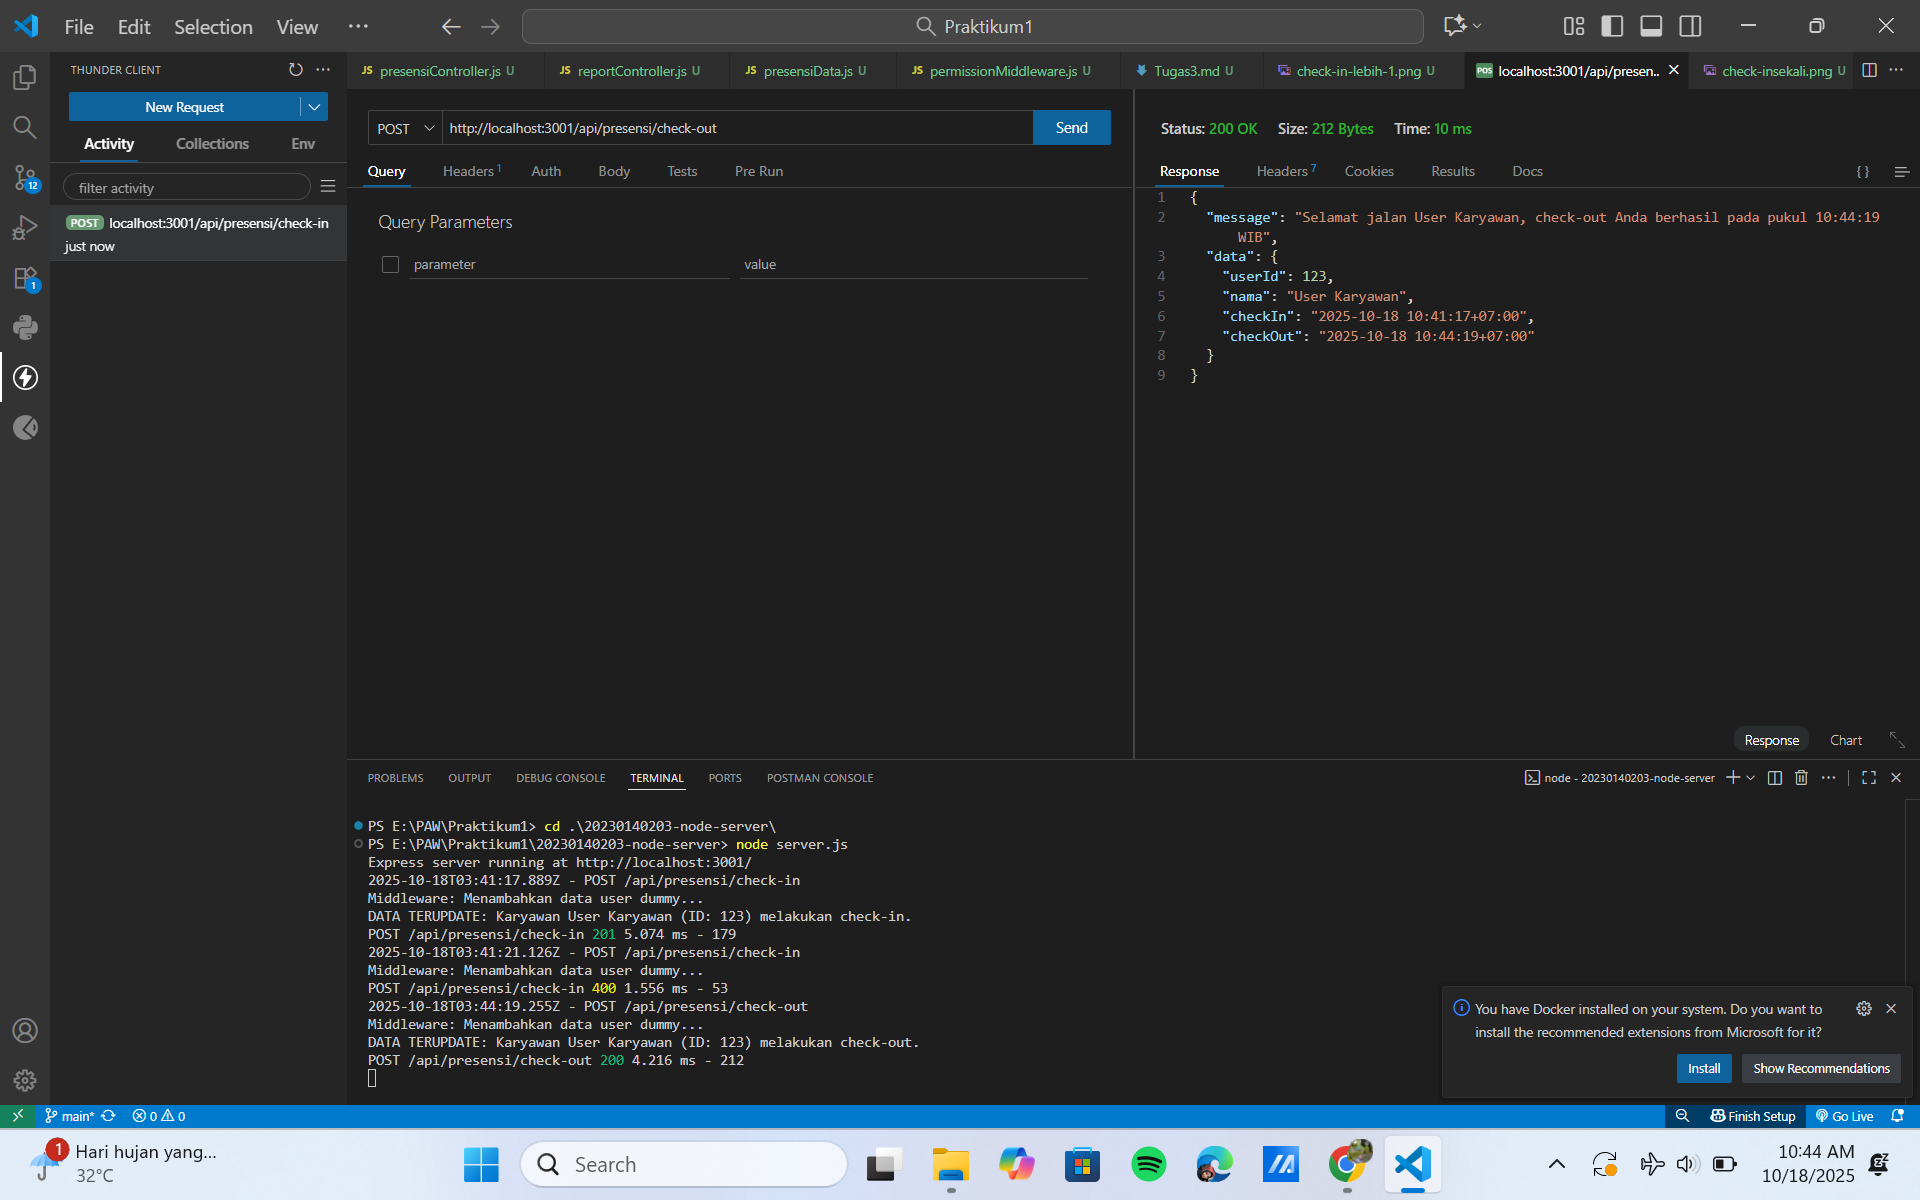 File Edit Selection View ··· Praktikum1
THUNDER CLIENT
New Request
Activity Collections Env
filter activity
POST localhost:3001/api/presensi/check-in
just now
12
1
JS presensiController.js U JS reportController.js U JS presensiData.js U JS permissionMiddleware.js U Tugas3.md U check-in-lebih-1.png U POS localhost:3001/api/presen.. check-insekali.png U
POST http://localhost:3001/api/presensi/check-out Send
Query Headers 1 Auth Body Tests Pre Run
Query Parameters
parameter value
Status: 200 OK Size: 212 Bytes Time: 10 ms
Response Headers 7 Cookies Results Docs { }
1 {
2 "message": "Selamat jalan User Karyawan, check-out Anda berhasil pada pukul 10:44:19
WIB",
3 "data": {
4 "userId": 123,
5 "nama": "User Karyawan",
6 "checkIn": "2025-10-18 10:41:17+07:00",
7 "checkOut": "2025-10-18 10:44:19+07:00"
8 }
9 }
Response Chart
PROBLEMS OUTPUT DEBUG CONSOLE TERMINAL PORTS POSTMAN CONSOLE node - 20230140203-node-server
PS E:\PAW\Praktikum1> cd .\20230140203-node-server\
PS E:\PAW\Praktikum1\20230140203-node-server> node server.js
Express server running at http://localhost:3001/
2025-10-18T03:41:17.889Z - POST /api/presensi/check-in
Middleware: Menambahkan data user dummy...
DATA TERUPDATE: Karyawan User Karyawan (ID: 123) melakukan check-in.
POST /api/presensi/check-in 201 5.074 ms - 179
2025-10-18T03:41:21.126Z - POST /api/presensi/check-in
Middleware: Menambahkan data user dummy...
POST /api/presensi/check-in 400 1.556 ms - 53
2025-10-18T03:44:19.255Z - POST /api/presensi/check-out
Middleware: Menambahkan data user dummy...
DATA TERUPDATE: Karyawan User Karyawan (ID: 123) melakukan check-out.
POST /api/presensi/check-out 200 4.216 ms - 212
You have Docker installed on your system. Do you want to
install the recommended extensions from Microsoft for it?
Install Show Recommendations
main* 0 0 Finish Setup Go Live
1 Hari hujan yang...
32°C
Search
10:44 AM
10/18/2025